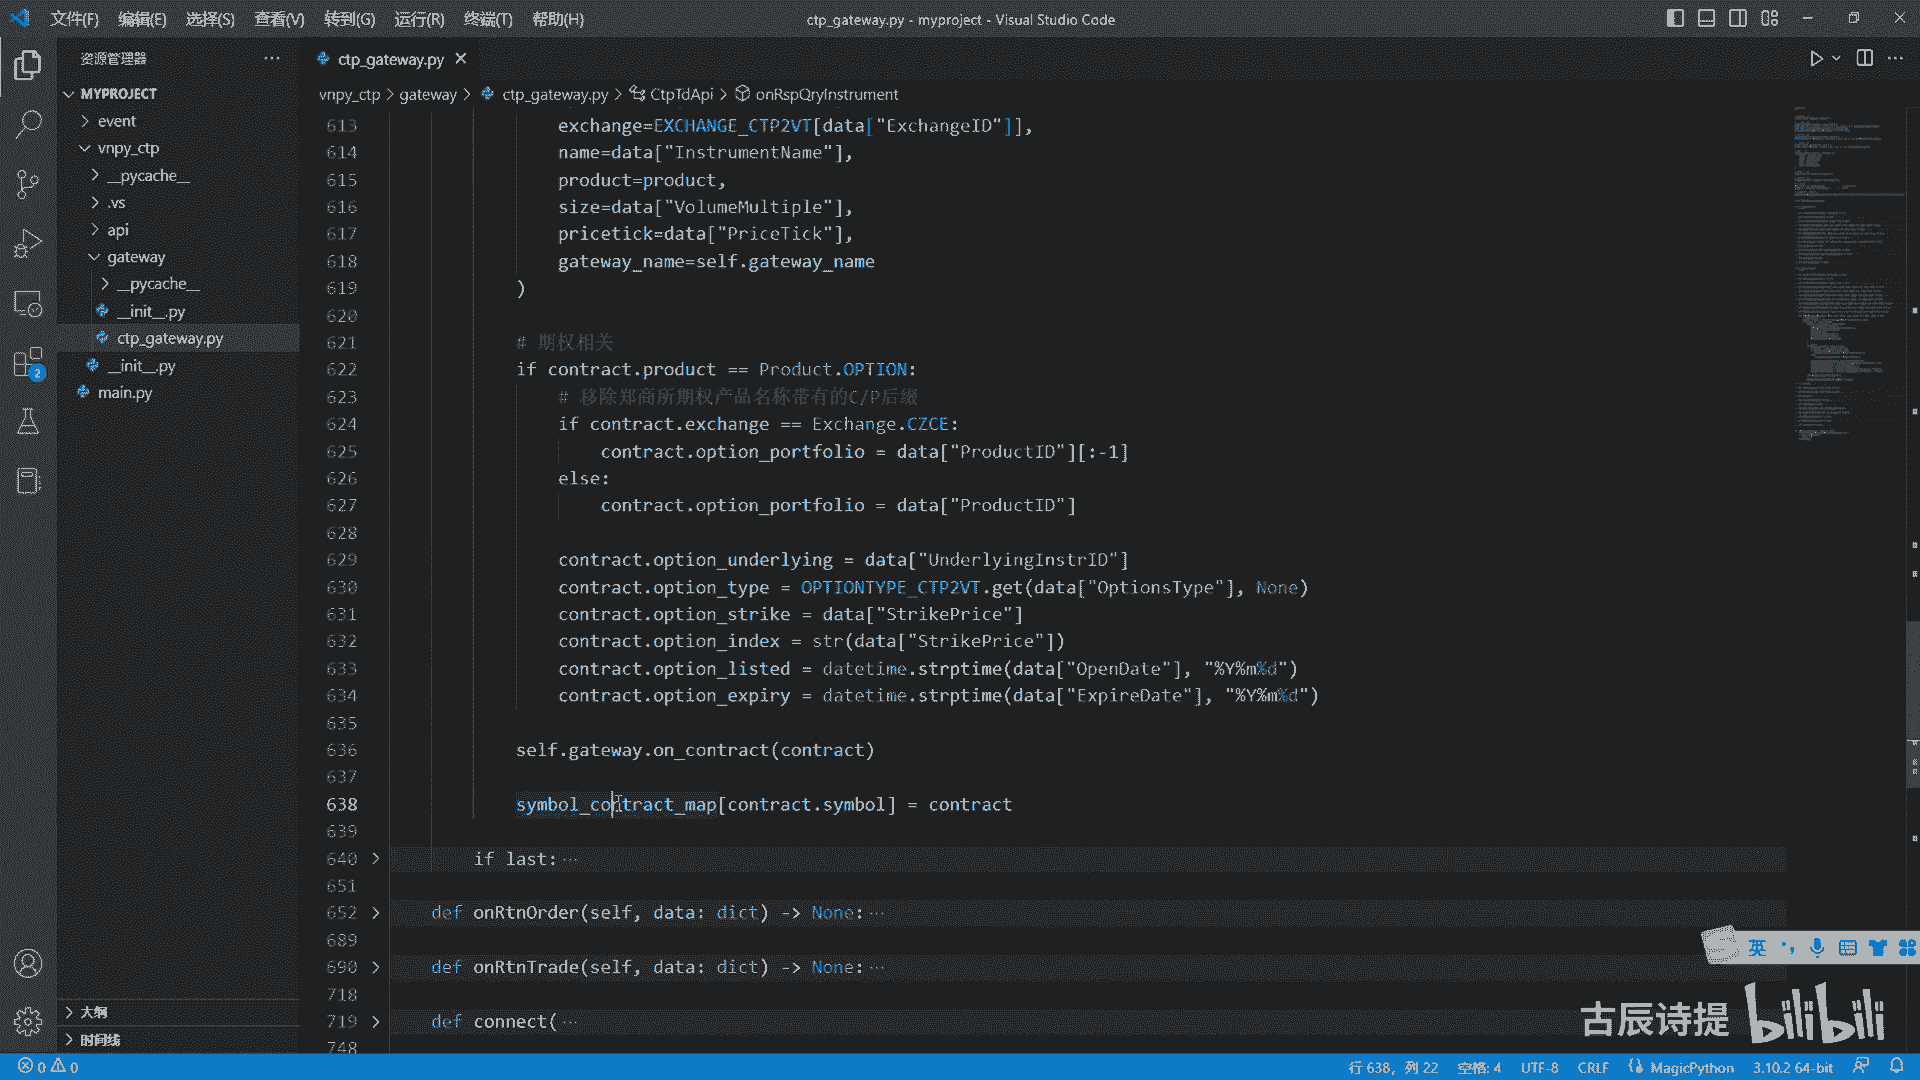 文件(F) 编辑(E) 选择(S) 查看(V) 转到(G) 运行(R) 终端(T) 帮助(H) ctp_gateway.py - myproject - Visual Studio Code
资源管理器
ctp_gateway.py
MYPROJECT
event
vnpy_ctp
__pycache__
.vs
api
gateway
__pycache__
__init__.py
ctp_gateway.py
__init__.py
main.py
大纲
时间线
2
vnpy_ctp > gateway > ctp_gateway.py > CtpTdApi > onRspQryInstrument
613 exchange=EXCHANGE_CTP2VT[data["ExchangeID"]],
614 name=data["InstrumentName"],
615 product=product,
616 size=data["VolumeMultiple"],
617 pricetick=data["PriceTick"],
618 gateway_name=self.gateway_name
619 )
620
621 # 期权相关
622 if contract.product == Product.OPTION:
623 # 移除郑商所期权产品名称带有的C/P后缀
624 if contract.exchange == Exchange.CZCE:
625 contract.option_portfolio = data["ProductID"][:-1]
626 else:
627 contract.option_portfolio = data["ProductID"]
628
629 contract.option_underlying = data["UnderlyingInstrID"]
630 contract.option_type = OPTIONTYPE_CTP2VT.get(data["OptionsType"], None)
631 contract.option_strike = data["StrikePrice"]
632 contract.option_index = str(data["StrikePrice"])
633 contract.option_listed = datetime.strptime(data["OpenDate"], "%Y%m%d")
634 contract.option_expiry = datetime.strptime(data["ExpireDate"], "%Y%m%d")
635
636 self.gateway.on_contract(contract)
637
638 symbol_contract_map[contract.symbol] = contract
639
640 if last:···
651
652 def onRtnOrder(self, data: dict) -> None:···
689
690 def onRtnTrade(self, data: dict) -> None:···
718
719 def connect(···
748
英
古辰诗提 bilibili
0 0 行 638, 列 22 空格: 4 UTF-8 CRLF MagicPython 3.10.2 64-bit